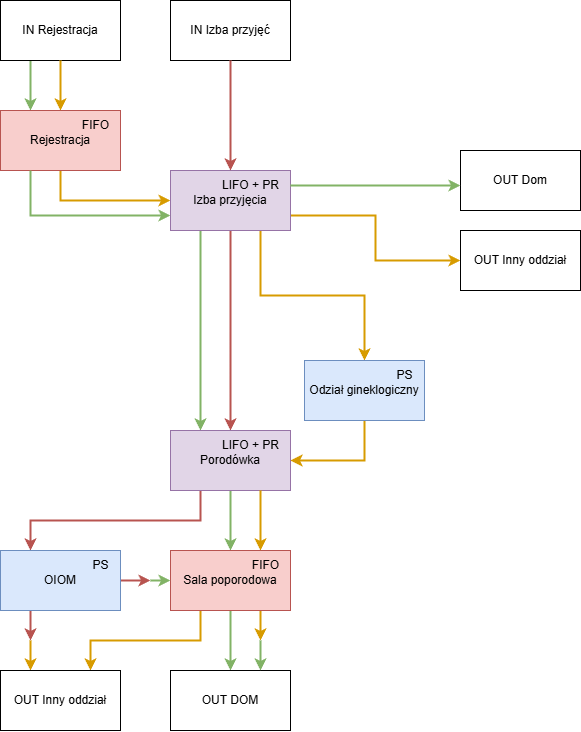 IN Rejestracja
IN Izba przyjęć
FIFO
Rejestracja
LIFO + PR
Izba przyjęcia
OUT Dom
OUT Inny oddział
PS
Odział gineklogiczny
LIFO + PR
Porodówka
PS
OIOM
FIFO
Sala poporodowa
OUT Inny oddział
OUT DOM